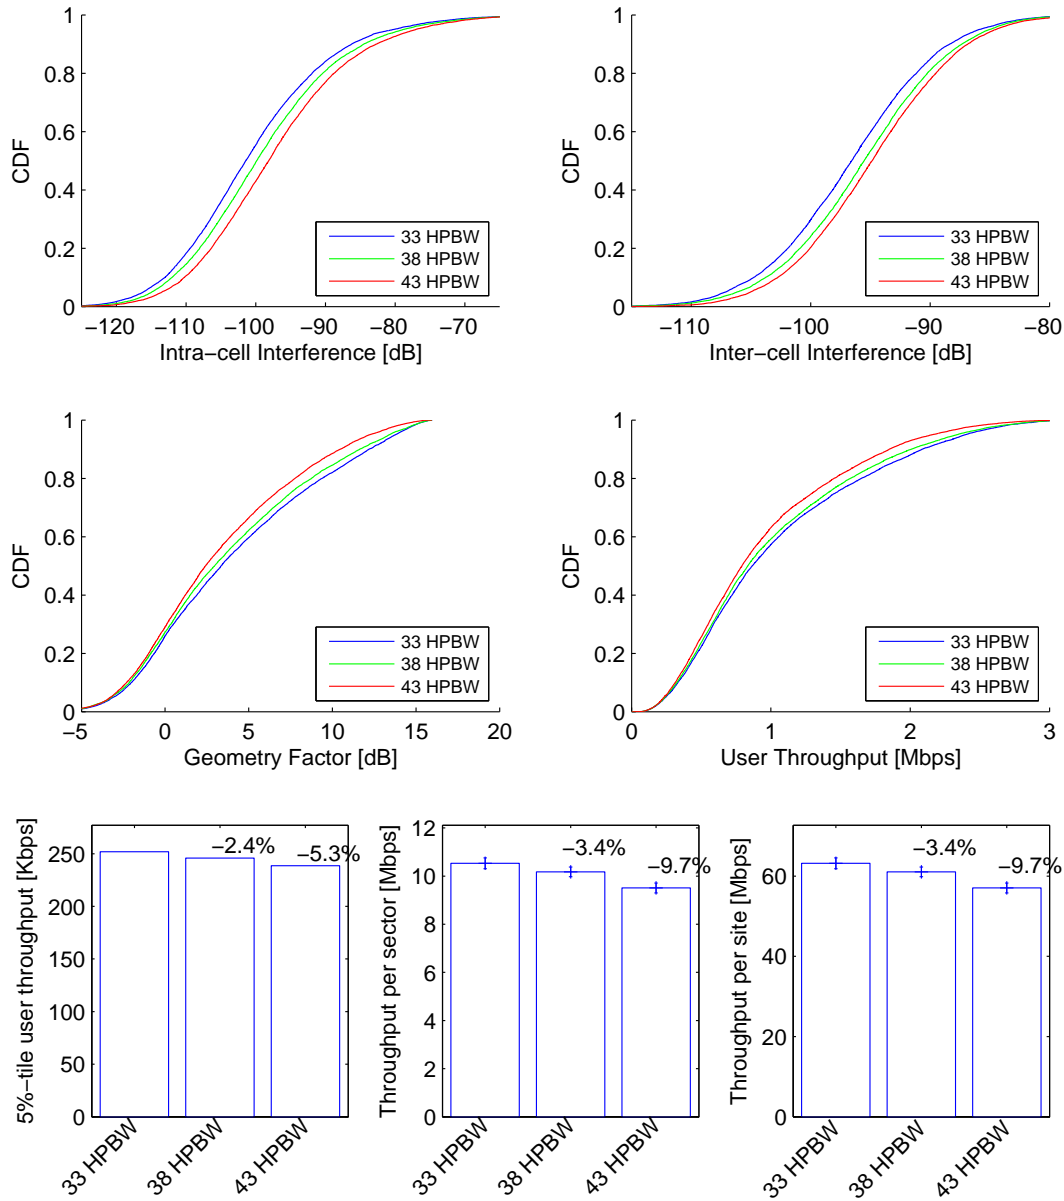 1
0.8
0.6
0.4
0.2
0
CDF
−120 −110 −100 −90 −80 −70
Intra−cell Interference [dB]
33 HPBW
38 HPBW
43 HPBW
1
0.8
0.6
0.4
0.2
0
CDF
−110 −100 −90 −80
Inter−cell Interference [dB]
33 HPBW
38 HPBW
43 HPBW
1
0.8
0.6
0.4
0.2
0
CDF
−5 0 5 10 15 20
Geometry Factor [dB]
33 HPBW
38 HPBW
43 HPBW
1
0.8
0.6
0.4
0.2
0
CDF
0 1 2 3
User Throughput [Mbps]
33 HPBW
38 HPBW
43 HPBW
250
200
150
100
50
0
5%−tile user throughput [Kbps]
−2.4%
−5.3%
33 HPBW
38 HPBW
43 HPBW
12
10
8
6
4
2
0
Throughput per sector [Mbps]
−3.4%
−9.7%
33 HPBW
38 HPBW
43 HPBW
60
40
20
0
Throughput per site [Mbps]
−3.4%
−9.7%
33 HPBW
38 HPBW
43 HPBW